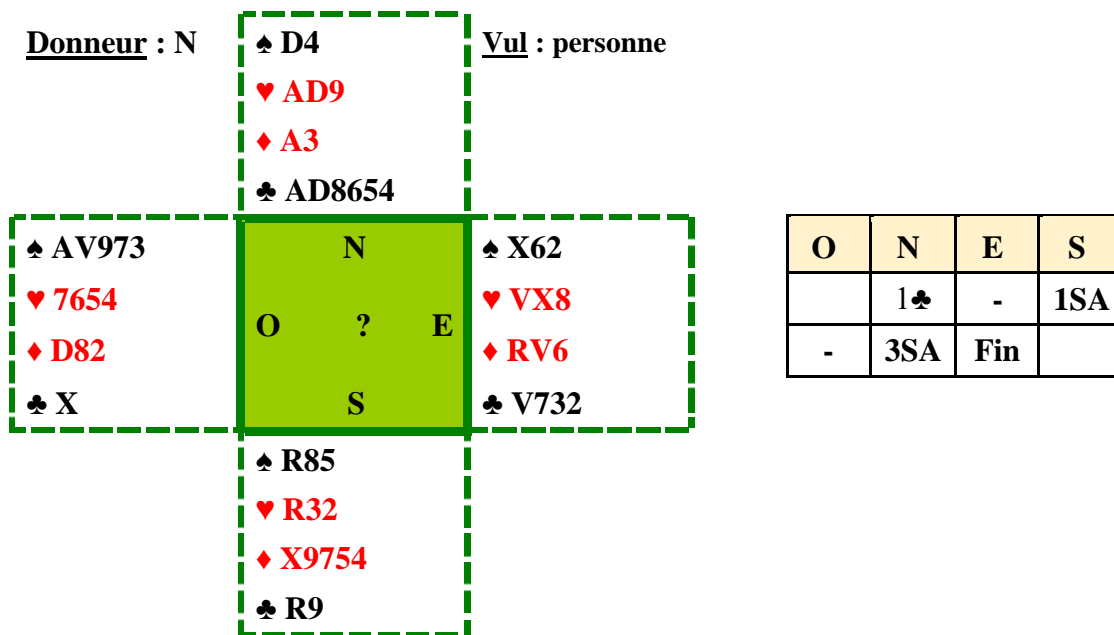 Donneur : N
♠ D4
Vul : personne
♥ AD9
♦ A3
♣ AD8654
♠ AV973
♥ 7654
♦ D82
♣ X
N
O ? E
S
♠ X62
♥ VX8
♦ RV6
♣ V732
O N E S
1♣ - 1SA
- 3SA Fin
♠ R85
♥ R32
♦ X9754
♣ R9